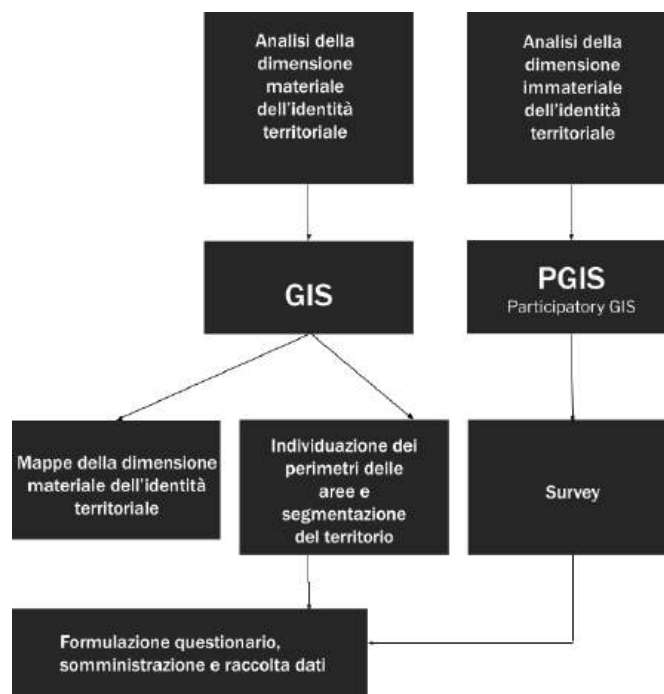 Analisi della
dimensione
materiale
dell'identità
territoriale
Analisi della
dimensione
immateriale
dell'identità
territoriale
GIS
PGIS
Participatory GIS
Mappe della dimensione
materiale dell'identità
territoriale
Individuazione dei
perimetri delle
aree e
segmentazione
del territorio
Survey
Formulazione questionario,
somministrazione e raccolta dati